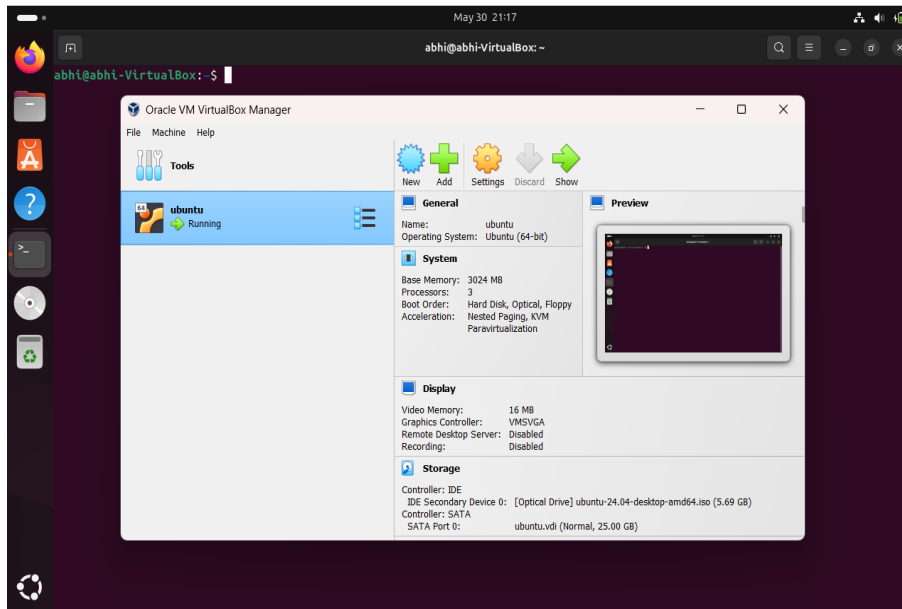 May 30 21:17
abhi@abhi-VirtualBox: ~
abhi@abhi-VirtualBox:~$
Oracle VM VirtualBox Manager
File Machine Help
Tools
New Add Settings Discard Show
64 ubuntu
Running
General
Name: ubuntu
Operating System: Ubuntu (64-bit)
System
Base Memory: 3024 MB
Processors: 3
Boot Order: Hard Disk, Optical, Floppy
Acceleration: Nested Paging, KVM
Paravirtualization
Preview
Display
Video Memory: 16 MB
Graphics Controller: VMSVGA
Remote Desktop Server: Disabled
Recording: Disabled
Storage
Controller: IDE
IDE Secondary Device 0: [Optical Drive] ubuntu-24.04-desktop-amd64.iso (5.69 GB)
Controller: SATA
SATA Port 0: ubuntu.vdi (Normal, 25.00 GB)